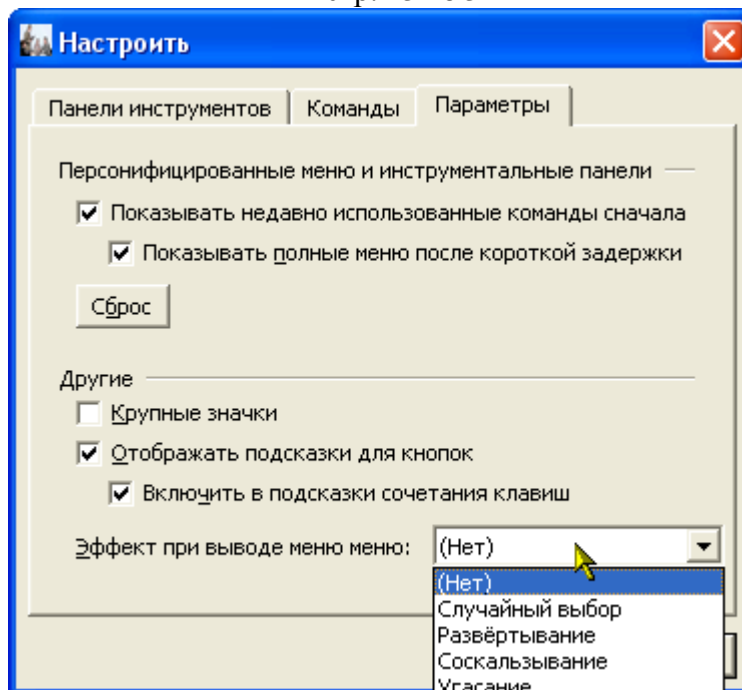 Настроить
Панели инструментов Команды Параметры
Персонифицированные меню и инструментальные панели
Показывать недавно использованные команды сначала
Показывать полные меню после короткой задержки
Сброс
Другие
Крупные значки
Отображать подсказки для кнопок
Включить в подсказки сочетания клавиш
Эффект при выводе меню меню: (Нет)
(Нет)
Случайный выбор
Развёртывание
Соскальзывание
Угасание